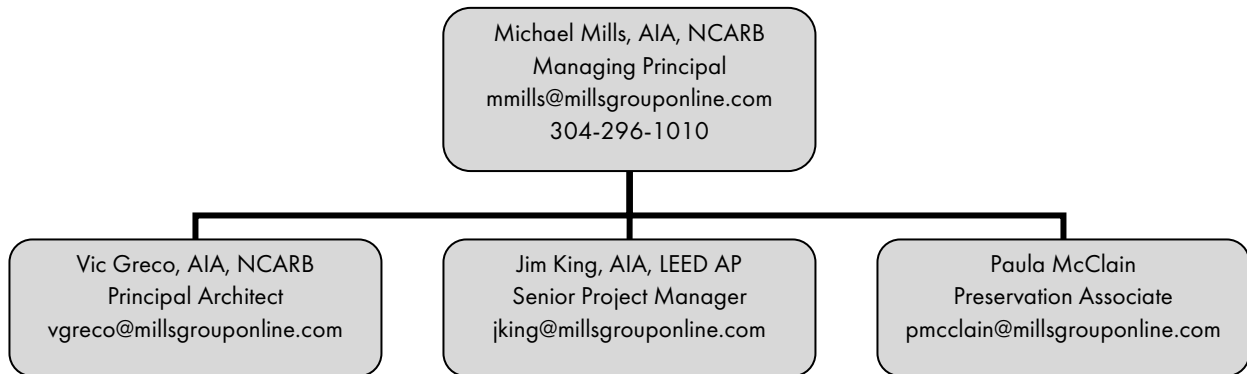 Michael Mills, AIA, NCARB
Managing Principal
mmills@millsgrouponline.com
304-296-1010
Vic Greco, AIA, NCARB
Principal Architect
vgreco@millsgrouponline.com
Jim King, AIA, LEED AP
Senior Project Manager
jking@millsgrouponline.com
Paula McClain
Preservation Associate
pmcclain@millsgrouponline.com